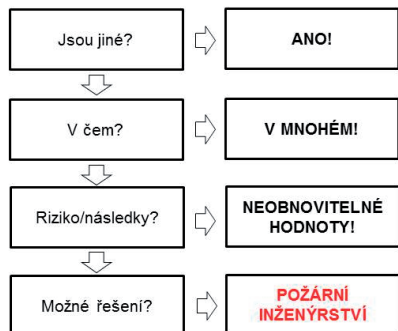 Jsou jiné?
ANO!
V čem?
V MNOHÉM!
Riziko/následky?
NEOBNOVITELNÉ
HODNOTY!
Možné řešení?
POŽÁRNÍ
INŽENÝRSTVÍ